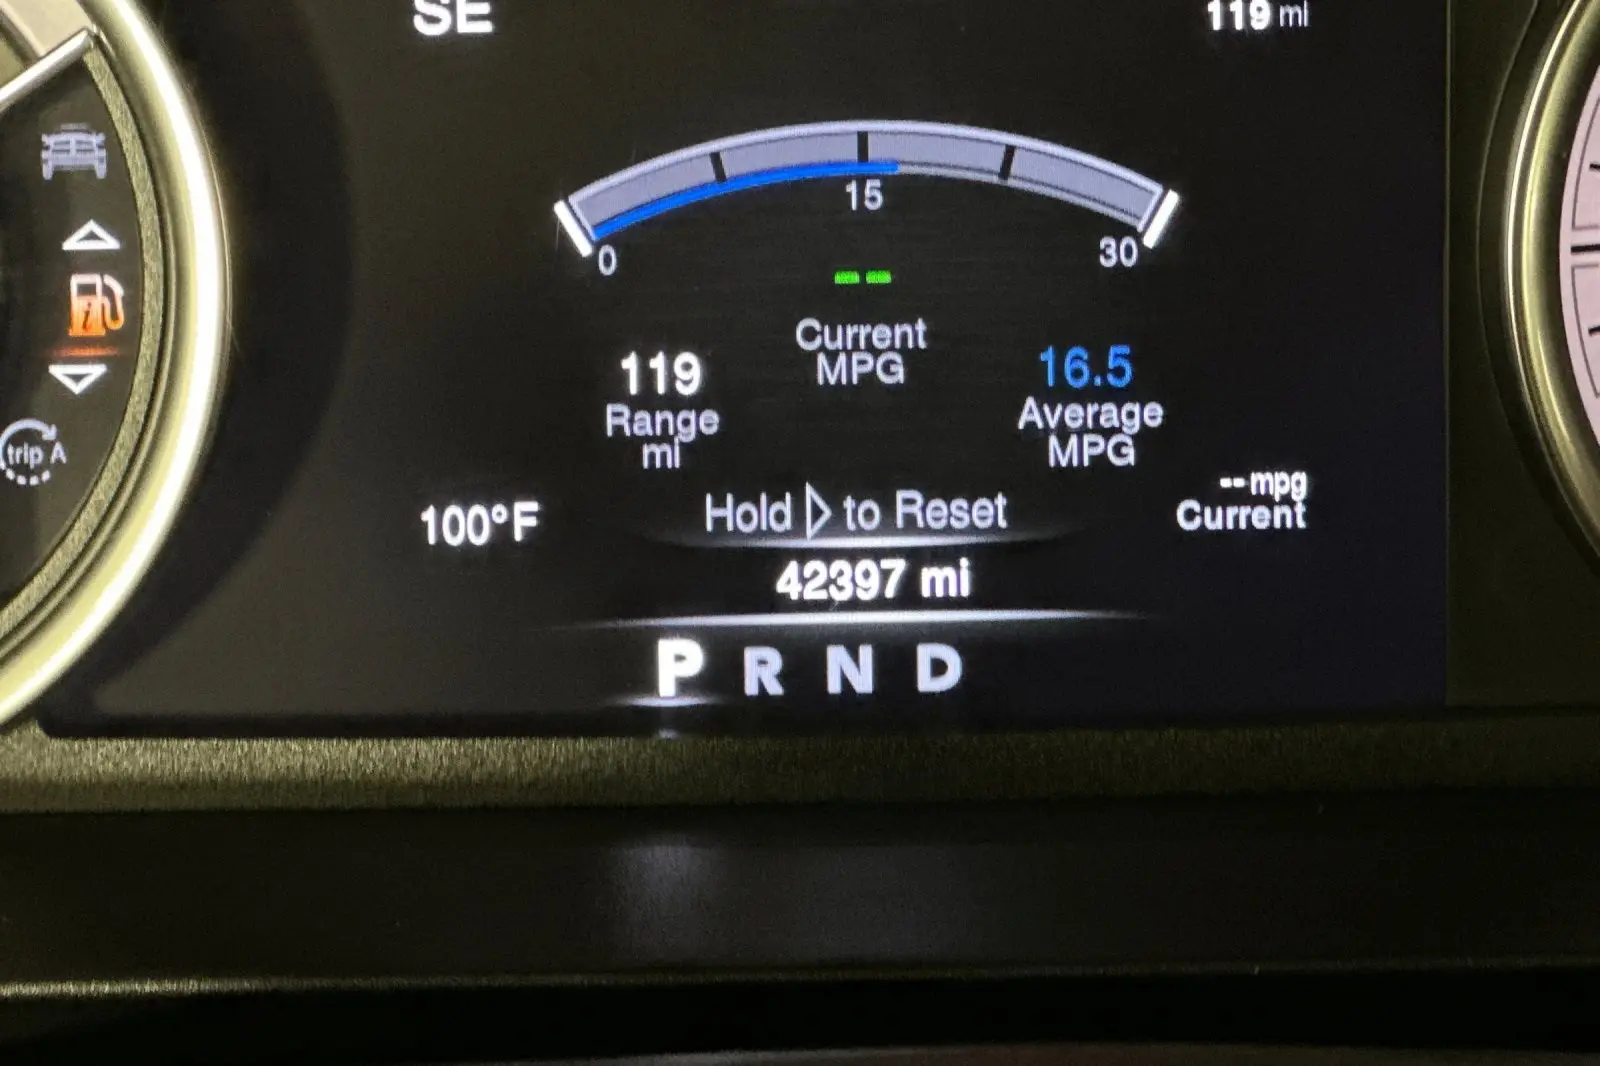 SE
119 mi
15
0
30
Current
MPG
119
Range
mi
16.5
Average
MPG
trip A
--mpg
Current
100°F
Hold ▷ to Reset
42397 mi
P R N D